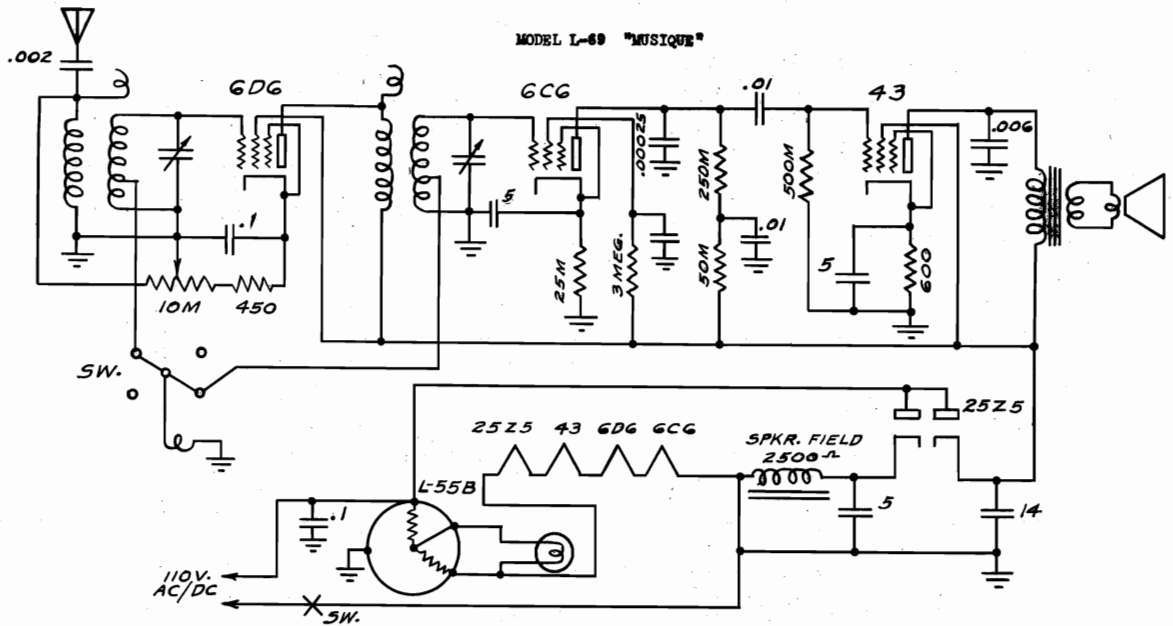 MODEL L-69 "MUSIQUE"
.002
6D6
6C6
.01
43
.00025
250M
500M
.006
.1
5
.01
25M
3 MEG.
50M
5
600
10M
450
SW.
25Z5
25Z5 43 6D6 6C6
SPKR. FIELD
2500 Ω
L-55B
.1
5
14
110V.
AC/DC
SW.